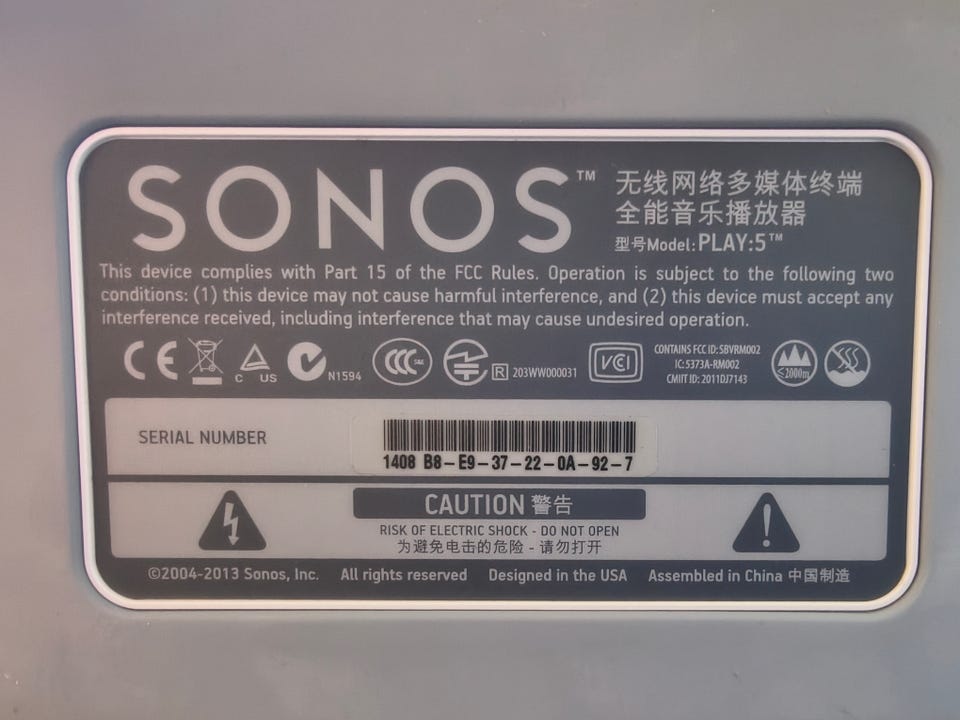 SONOS™
无线网络多媒体终端
全能音乐播放器
型号Model: PLAY:5™
This device complies with Part 15 of the FCC Rules. Operation is subject to the following two
conditions: (1) this device may not cause harmful interference, and (2) this device must accept any
interference received, including interference that may cause undesired operation.
CE
C US
N1594
CCC S&E
R 203WW000031
VCI
CONTAINS FCC ID: SBVRM002
IC: 5373A-RM002
CMIIT ID: 2011DJ7143
≤2000m
SERIAL NUMBER
1408 B8-E9-37-22-0A-92-7
CAUTION 警告
RISK OF ELECTRIC SHOCK - DO NOT OPEN
为避免电击的危险 - 请勿打开
©2004-2013 Sonos, Inc. All rights reserved Designed in the USA Assembled in China 中国制造